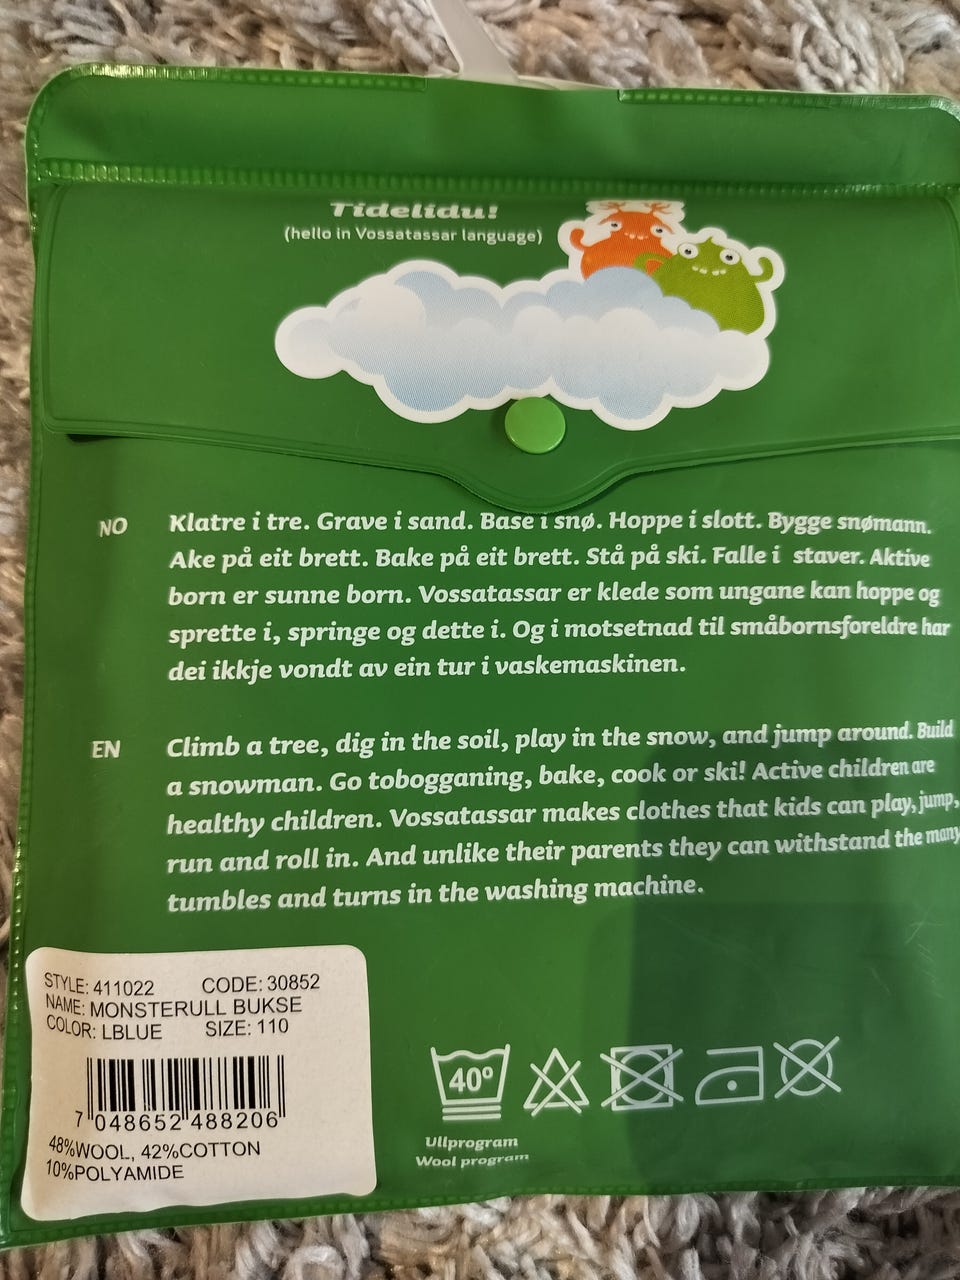 Tidelidu!
(hello in Vossatassar language)
NO
Klatre i tre. Grave i sand. Base i snø. Hoppe i slott. Bygge snømann.
Ake på eit brett. Bake på eit brett. Stå på ski. Falle i staver. Aktive
born er sunne born. Vossatassar er klede som ungane kan hoppe og
sprette i, springe og dette i. Og i motsetnad til småbornsforeldre har
dei ikkje vondt av ein tur i vaskemaskinen.
EN
Climb a tree, dig in the soil, play in the snow, and jump around. Build
a snowman. Go tobogganing, bake, cook or ski! Active children are
healthy children. Vossatassar makes clothes that kids can play, jump,
run and roll in. And unlike their parents they can withstand the many
tumbles and turns in the washing machine.
STYLE: 411022 CODE: 30852
NAME: MONSTERULL BUKSE
COLOR: LBLUE SIZE: 110
7 048652 488206
48%WOOL, 42%COTTON
10%POLYAMIDE
40°
Ullprogram
Wool program